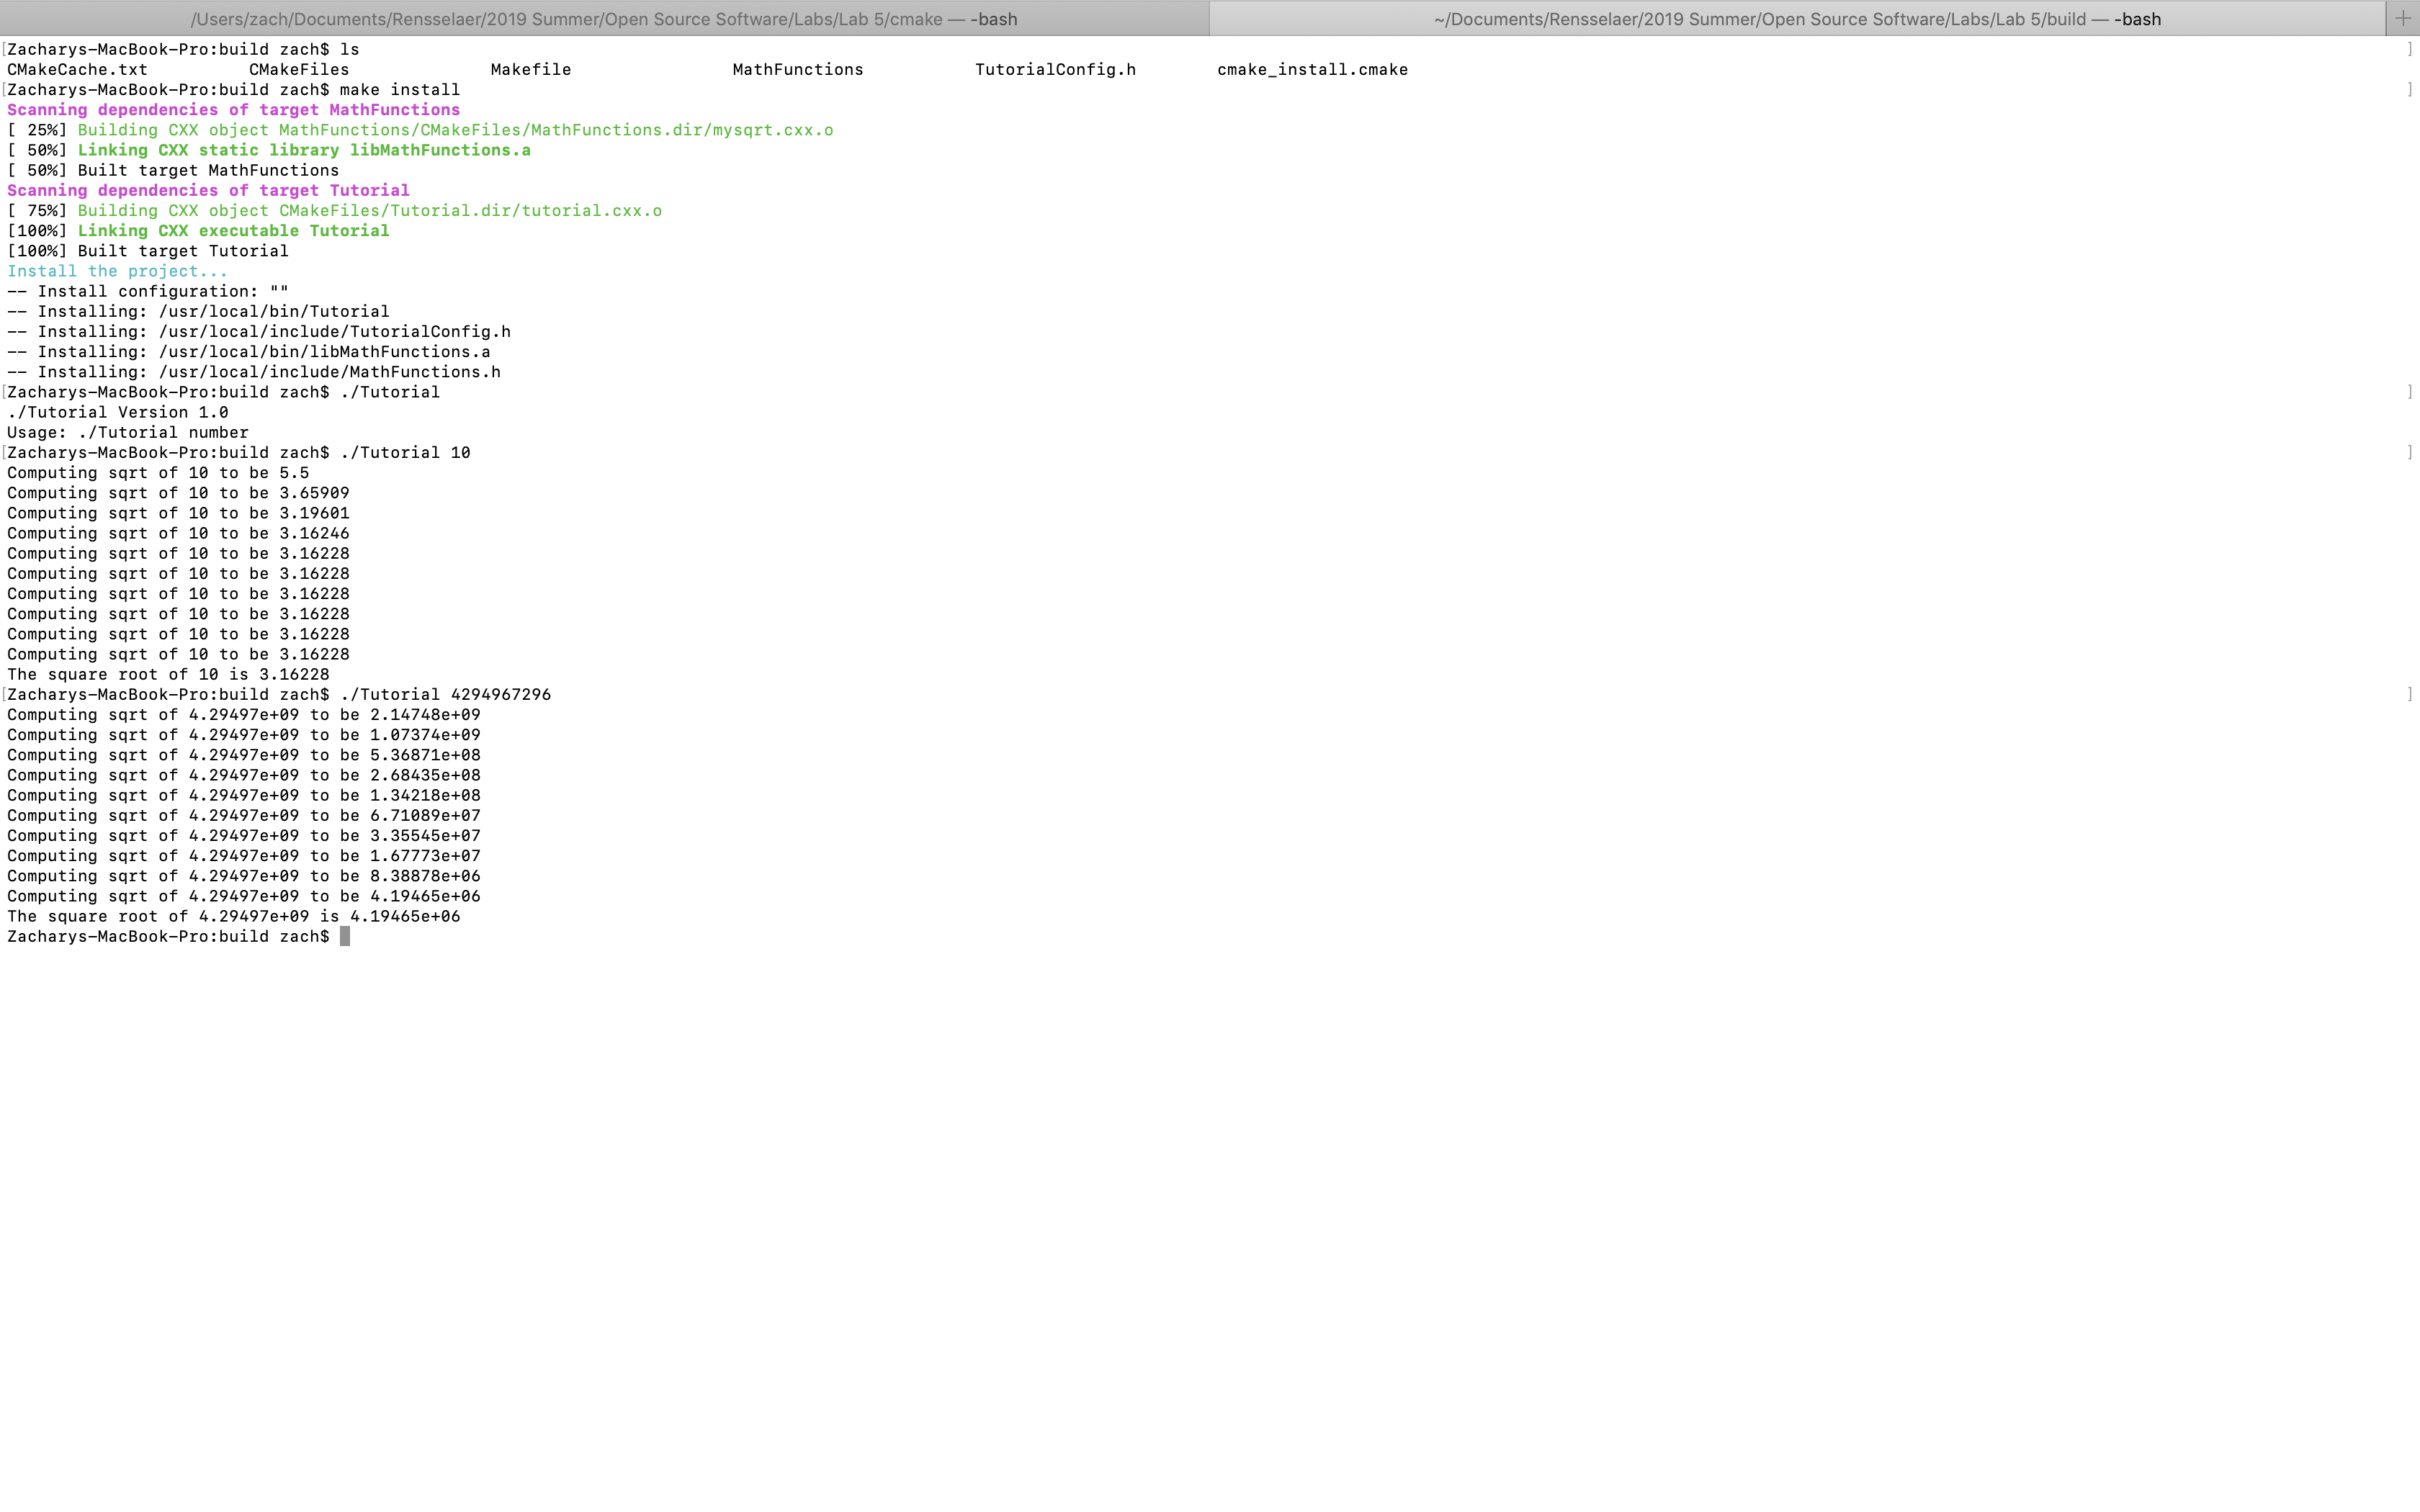 /Users/zach/Documents/Rensselaer/2019 Summer/Open Source Software/Labs/Lab 5/cmake — -bash
~/Documents/Rensselaer/2019 Summer/Open Source Software/Labs/Lab 5/build — -bash
Zacharys-MacBook-Pro:build zach$ ls
CMakeCache.txt CMakeFiles Makefile MathFunctions TutorialConfig.h cmake_install.cmake
Zacharys-MacBook-Pro:build zach$ make install
Scanning dependencies of target MathFunctions
[ 25%] Building CXX object MathFunctions/CMakeFiles/MathFunctions.dir/mysqrt.cxx.o
[ 50%] Linking CXX static library libMathFunctions.a
[ 50%] Built target MathFunctions
Scanning dependencies of target Tutorial
[ 75%] Building CXX object CMakeFiles/Tutorial.dir/tutorial.cxx.o
[100%] Linking CXX executable Tutorial
[100%] Built target Tutorial
Install the project...
-- Install configuration: ""
-- Installing: /usr/local/bin/Tutorial
-- Installing: /usr/local/include/TutorialConfig.h
-- Installing: /usr/local/bin/libMathFunctions.a
-- Installing: /usr/local/include/MathFunctions.h
Zacharys-MacBook-Pro:build zach$ ./Tutorial
./Tutorial Version 1.0
Usage: ./Tutorial number
Zacharys-MacBook-Pro:build zach$ ./Tutorial 10
Computing sqrt of 10 to be 5.5
Computing sqrt of 10 to be 3.65909
Computing sqrt of 10 to be 3.19601
Computing sqrt of 10 to be 3.16246
Computing sqrt of 10 to be 3.16228
Computing sqrt of 10 to be 3.16228
Computing sqrt of 10 to be 3.16228
Computing sqrt of 10 to be 3.16228
Computing sqrt of 10 to be 3.16228
Computing sqrt of 10 to be 3.16228
The square root of 10 is 3.16228
Zacharys-MacBook-Pro:build zach$ ./Tutorial 4294967296
Computing sqrt of 4.29497e+09 to be 2.14748e+09
Computing sqrt of 4.29497e+09 to be 1.07374e+09
Computing sqrt of 4.29497e+09 to be 5.36871e+08
Computing sqrt of 4.29497e+09 to be 2.68435e+08
Computing sqrt of 4.29497e+09 to be 1.34218e+08
Computing sqrt of 4.29497e+09 to be 6.71089e+07
Computing sqrt of 4.29497e+09 to be 3.35545e+07
Computing sqrt of 4.29497e+09 to be 1.67773e+07
Computing sqrt of 4.29497e+09 to be 8.38878e+06
Computing sqrt of 4.29497e+09 to be 4.19465e+06
The square root of 4.29497e+09 is 4.19465e+06
Zacharys-MacBook-Pro:build zach$